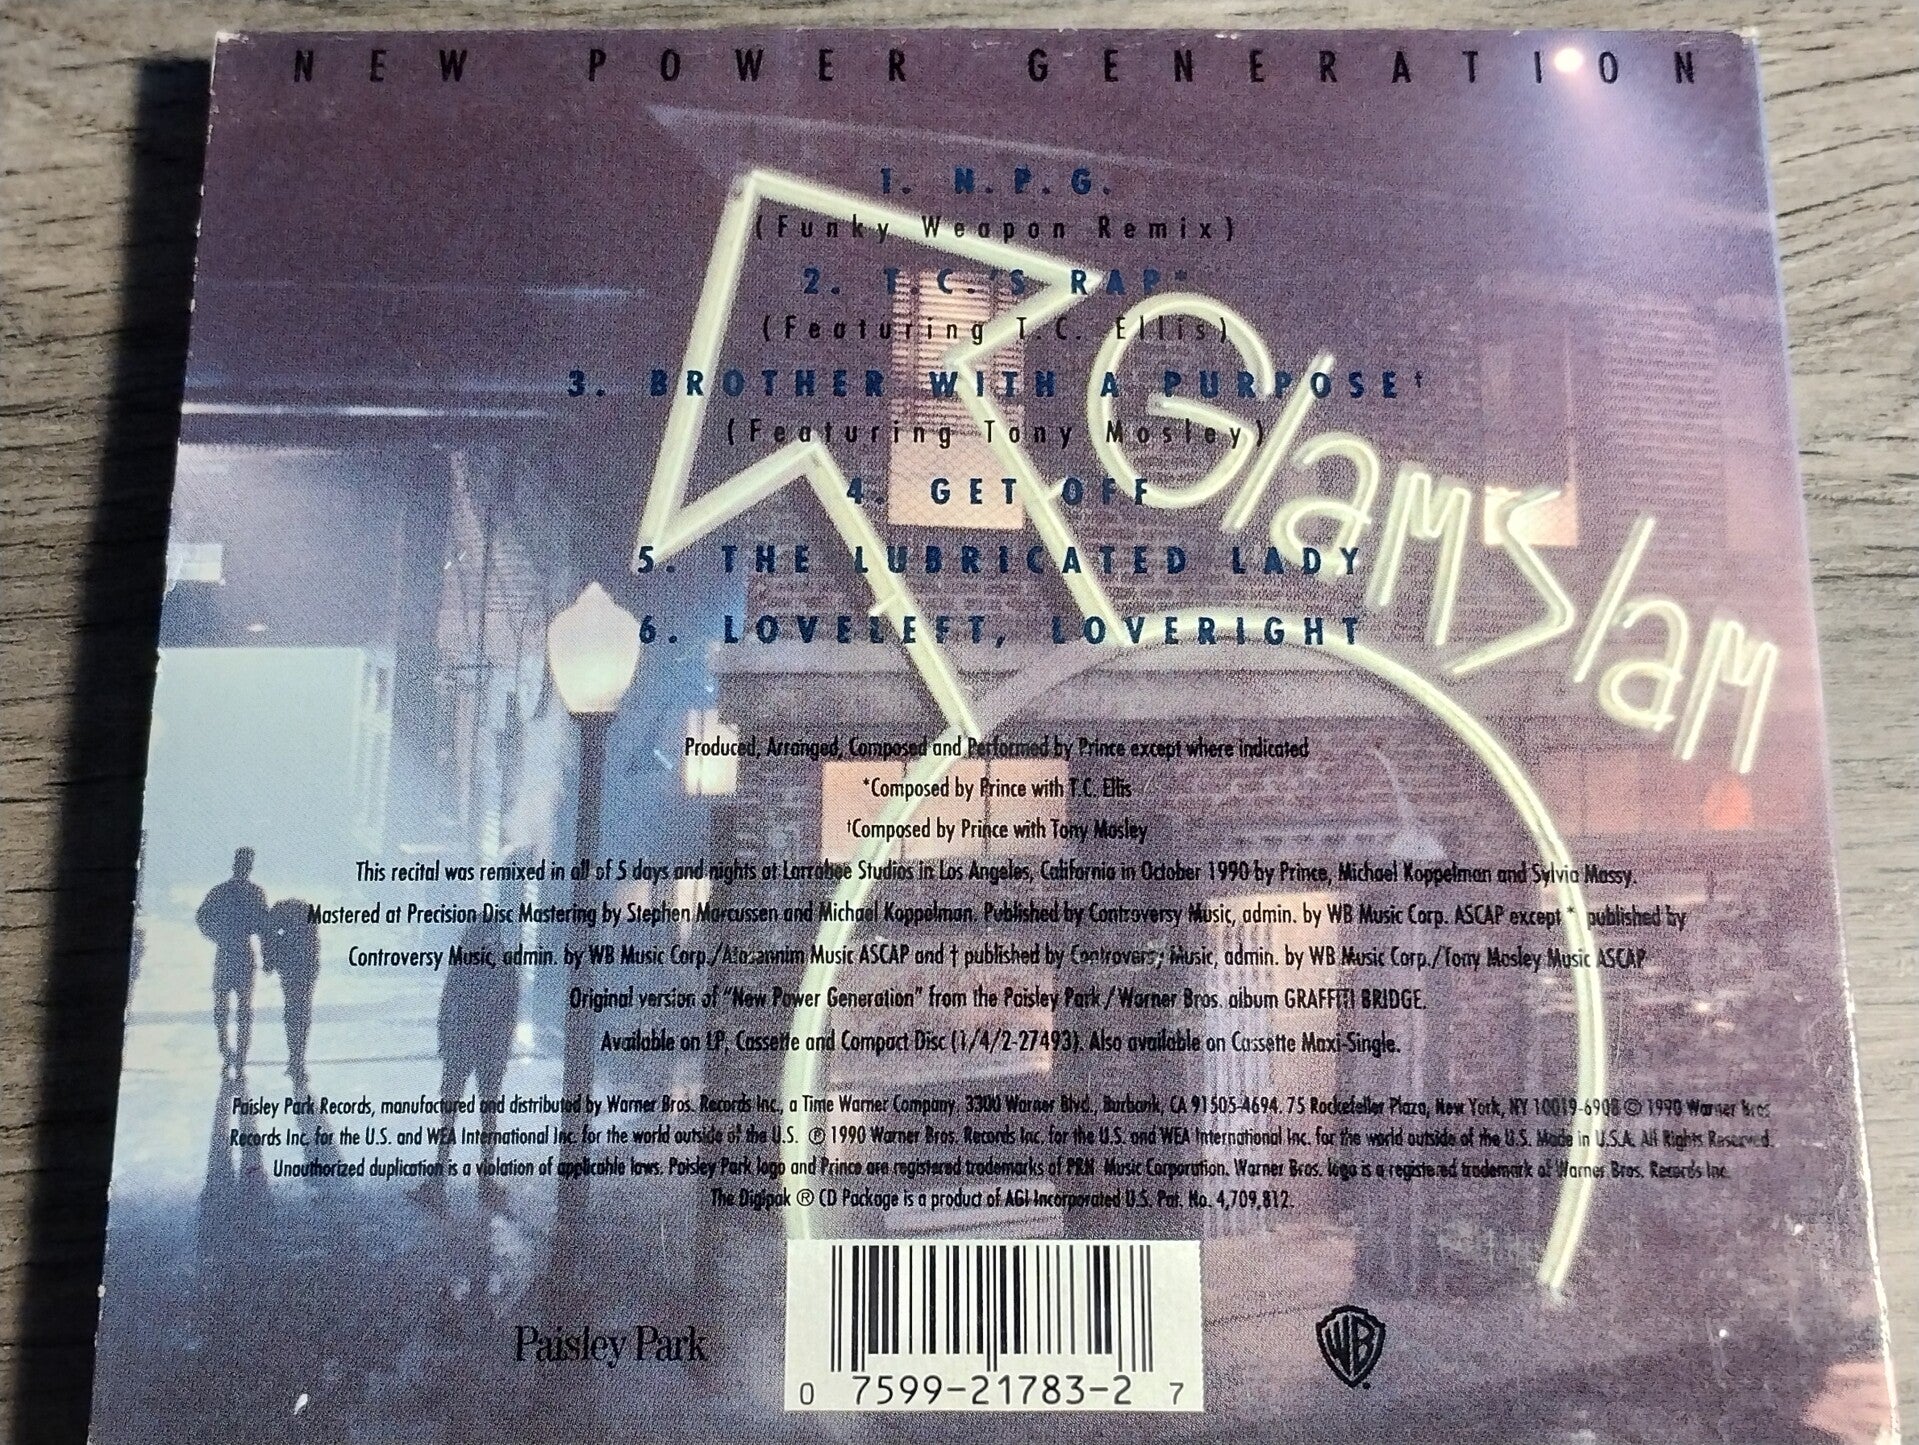 NEW POWER GENERATION
1. N.P.G.
(Funky Weapon Remix)
2. T.C.'S RAP*
(Featuring T.C. Ellis)
3. BROTHER WITH A PURPOSE†
(Featuring Tony Mosley)
4. GET OFF
5. THE LUBRICATED LADY
6. LOVELEFT, LOVERIGHT
GlamSlam
Produced, Arranged, Composed and Performed by Prince except where indicated
*Composed by Prince with T.C. Ellis
†Composed by Prince with Tony Mosley
This recital was remixed in all of 5 days and nights at Larrabee Studios in Los Angeles, California in October 1990 by Prince, Michael Koppelman and Sylvia Massy.
Mastered at Precision Disc Mastering by Stephen Marcussen and Michael Koppelman. Published by Controversy Music, admin. by WB Music Corp. ASCAP except * published by
Controversy Music, admin. by WB Music Corp./ Music ASCAP and † published by Controversy Music, admin. by WB Music Corp./Tony Mosley Music ASCAP
Original version of "New Power Generation" from the Paisley Park/Warner Bros. album GRAFFITI BRIDGE.
Available on LP, Cassette and Compact Disc (1/4/2-27493). Also available on Cassette Maxi-Single.
Paisley Park Records, manufactured and distributed by Warner Bros. Records Inc., a Time Warner Company, 3300 Warner Blvd., Burbank, CA 91505-4694. 75 Rockefeller Plaza, New York, NY 10019-6908 © 1990 Warner Bros.
Records Inc. for the U.S. and WEA International Inc. for the world outside of the U.S. ℗ 1990 Warner Bros. Records Inc. for the U.S. and WEA International Inc. for the world outside of the U.S. Made in U.S.A. All Rights Reserved.
Unauthorized duplication is a violation of applicable laws. Paisley Park logo and Prince are registered trademarks of PRN Music Corporation. Warner Bros. logo is a registered trademark of Warner Bros. Records Inc.
The Digipak ® CD Package is a product of AGI Incorporated U.S. Pat. No. 4,709,812.
Paisley Park
0 7599-21783-2 7
WB